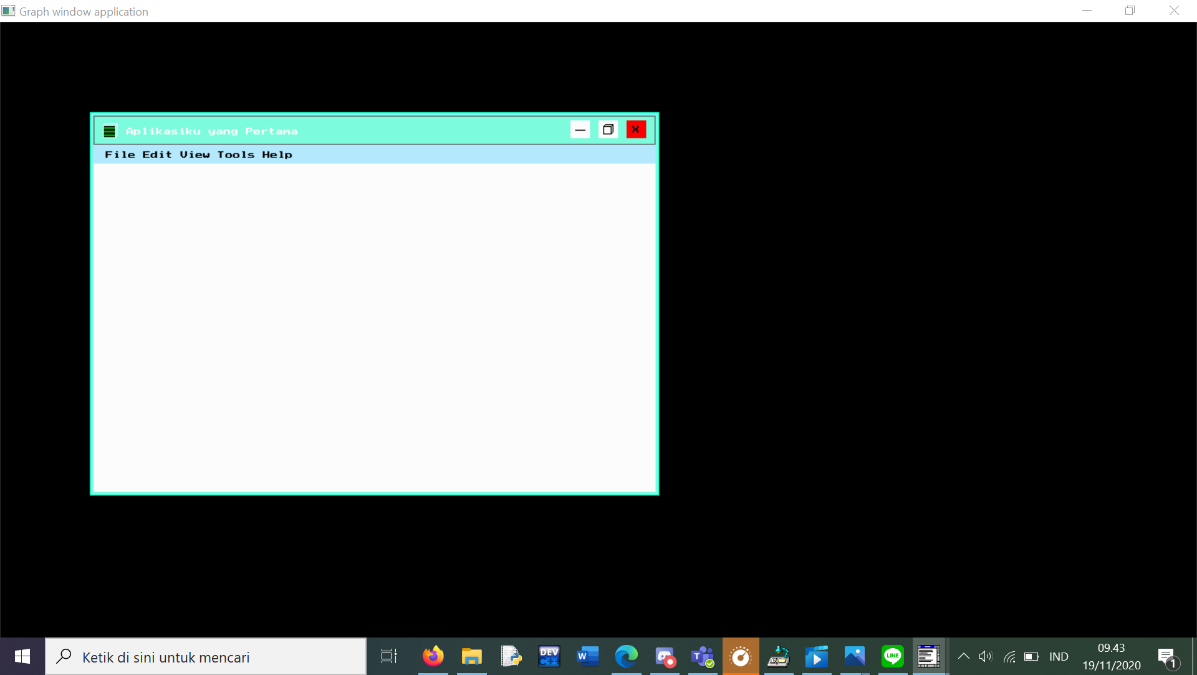 Graph window application
Aplikasiku yang Pertama
File Edit View Tools Help
Ketik di sini untuk mencari
DEV
W
LINE
IND
09.43
19/11/2020
1